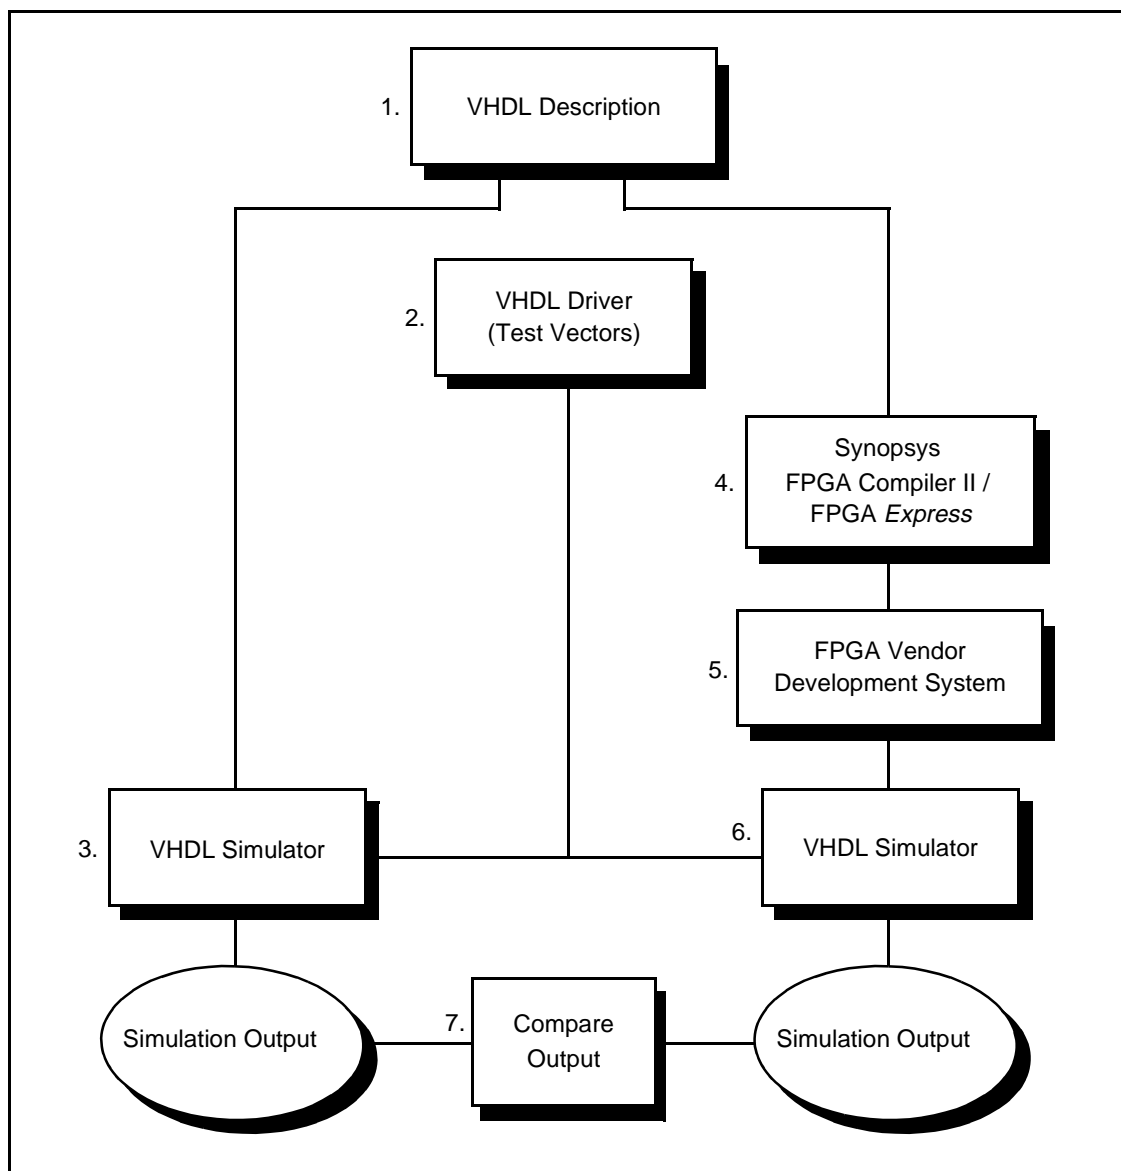 1.
VHDL Description
2.
VHDL Driver
(Test Vectors)
4.
Synopsys
FPGA Compiler II /
FPGA Express
5.
FPGA Vendor
Development System
3.
VHDL Simulator
6.
VHDL Simulator
Simulation Output
7.
Compare
Output
Simulation Output